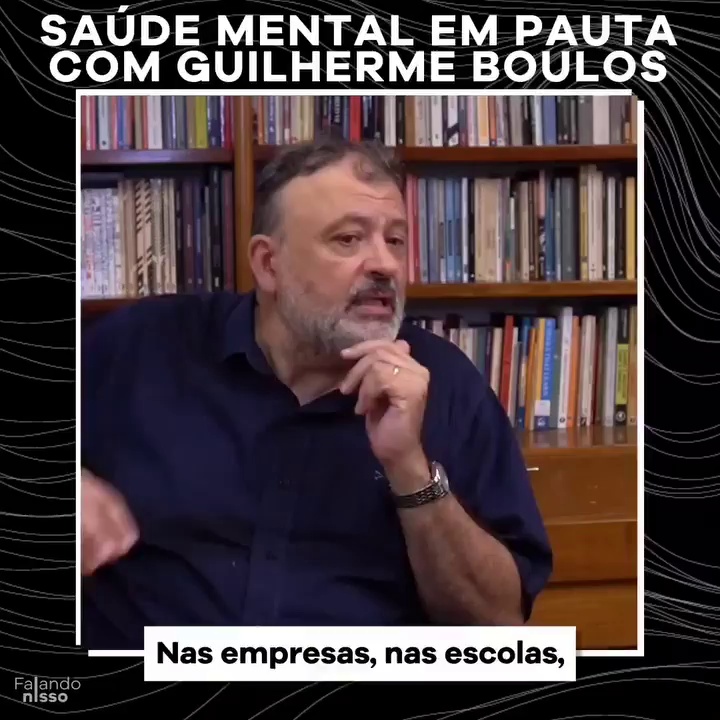 SAÚDE MENTAL EM PAUTA
COM GUILHERME BOULOS
Nas empresas, nas escolas,
Falando
nIsso